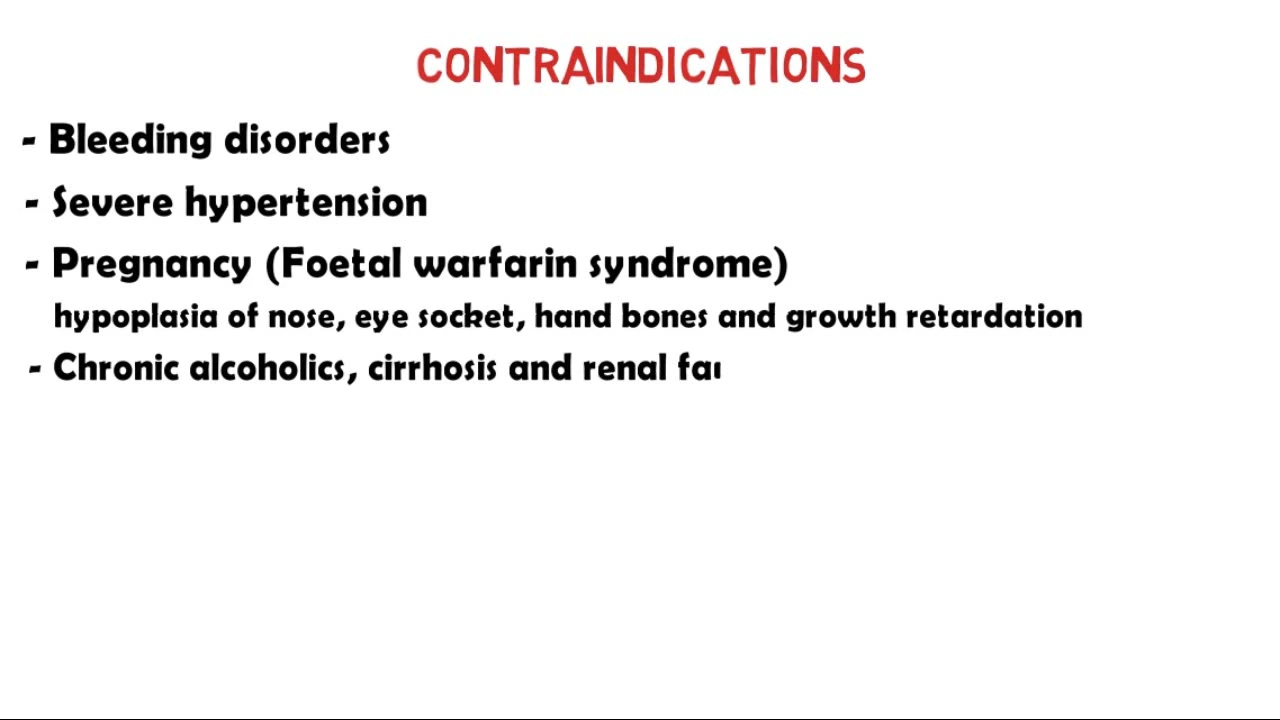 CONTRAINDICATIONS
- Bleeding disorders
- Severe hypertension
- Pregnancy (Foetal warfarin syndrome)
hypoplasia of nose, eye socket, hand bones and growth retardation
- Chronic alcoholics, cirrhosis and renal